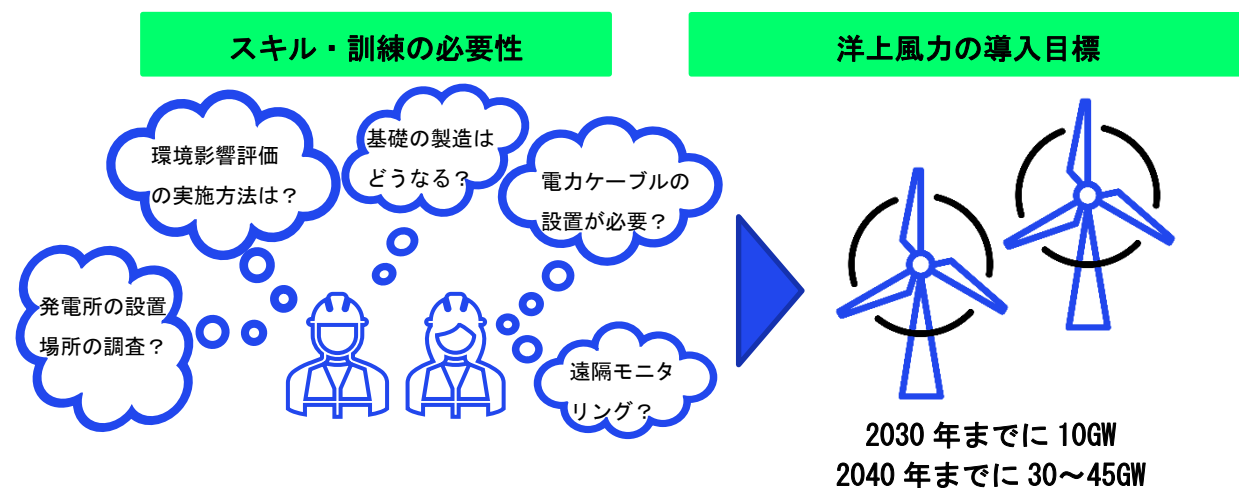 スキル・訓練の必要性
洋上風力の導入目標
環境影響評価
の実施方法は？
基礎の製造は
どうなる？
電力ケーブルの
設置が必要？
発電所の設置
場所の調査？
遠隔モニタ
リング？
2030 年までに 10GW
2040 年までに 30～45GW